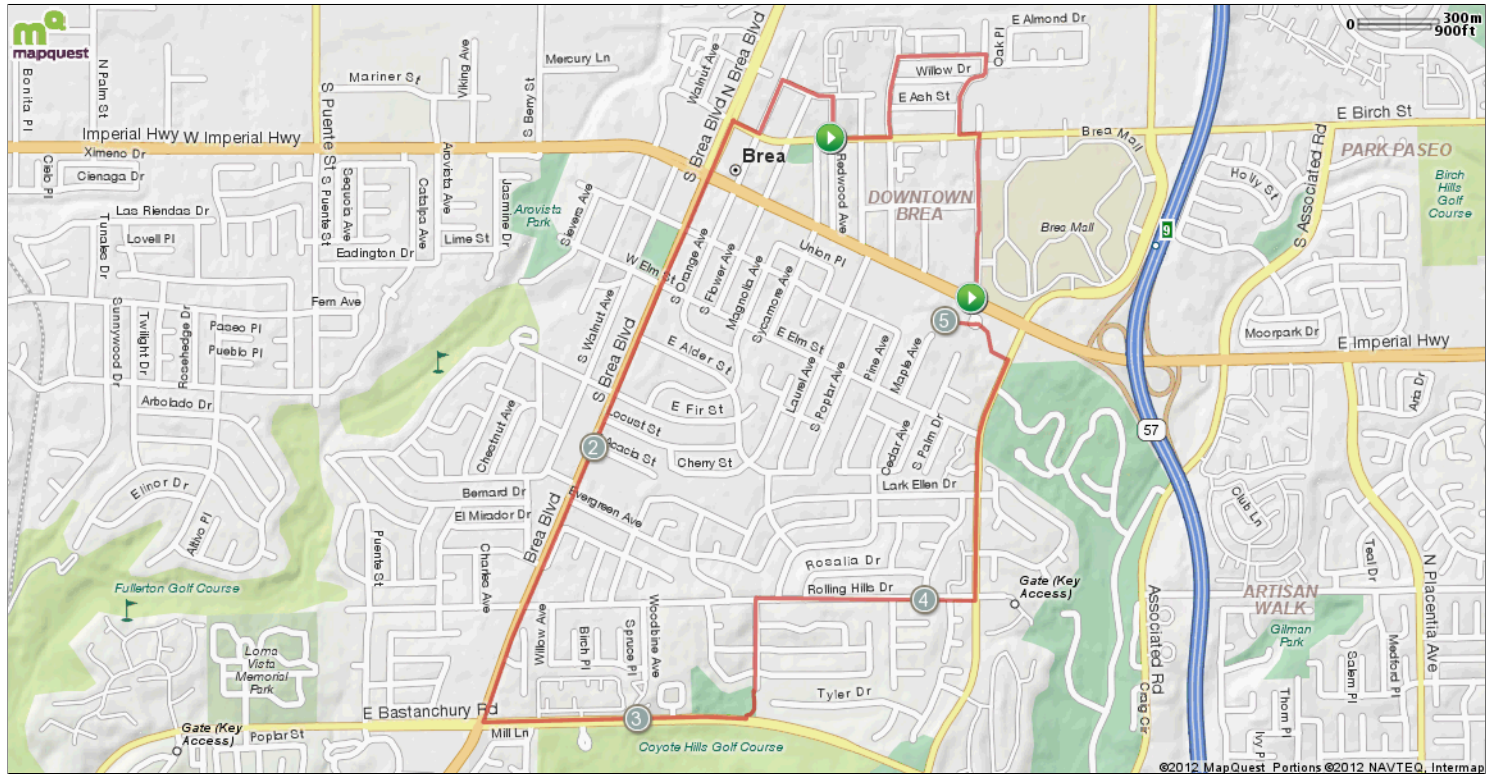 mapquest
0 300m
900ft
Bonita Pl
N Palm St
Mariner St
Viking Ave
S Berry St
Mercury Ln
Walnut Ave
N Brea Blvd
E Almond Dr
Oak Pl
Willow Dr
E Ash St
E Birch St
Brea Mall
Imperial Hwy W Imperial Hwy
S Puente St
S Brea Blvd
Brea
Ximeno Dr
Cielo Pl
Cienaga Dr
Las Riendas Dr
Lovell Pl
Tunales Dr
Sequoia Ave
S Puente St
Catalpa Ave
Arovista Ave
Jasmine Dr
Lime St
Eadington Dr
Arovista
Park
Sievers Ave
Redwood Ave
DOWNTOWN
BREA
Brea Mall
9
Holly St
S Associated Rd
PARK PASEO
Birch
Hills
Golf
Course
Union Pl
W Elm St
S Orange Ave
S Flower Ave
Magnolia Ave
Sycamore Ave
E Elm St
E Alder St
Fern Ave
Sunnywood Dr
Twilight Dr
Rosehedge Dr
Paseo Pl
Pueblo Pl
S Walnut Ave
S Brea Blvd
Pine Ave
Maple Ave
5
Moorpark Dr
E Imperial Hwy
Laurel Ave
S Poplar Ave
E Fir St
Arbolado Dr
Chestnut Ave
Locust St
2
Acacia St
Cherry St
Cedar Ave
S Palm Dr
57
Aria Dr
Elinor Dr
Altivo Pl
Bernard Dr
El Mirador Dr
Evergreen Ave
Lark Ellen Dr
Club Ln
Brea Blvd
Puente St
Charles Ave
Rosalia Dr
Rolling Hills Dr
4
Gate (Key
Access)
Teal Dr
N Placentia Ave
Fullerton Golf Course
Associated Rd
ARTISAN
WALK
Gilman
Park
Loma
Vista
Memorial
Park
Willow Ave
Birch Pl
Spruce Pl
Woodbine Ave
Tyler Dr
Salem Pl
Medford Pl
Thorn Pl
Craig Cir
E Bastanchury Rd
3
Gate (Key
Access)
Poplar St
Mill Ln
Coyote Hills Golf Course
Ivy P
©2012 MapQuest Portions ©2012 NAVTEQ, Intermap